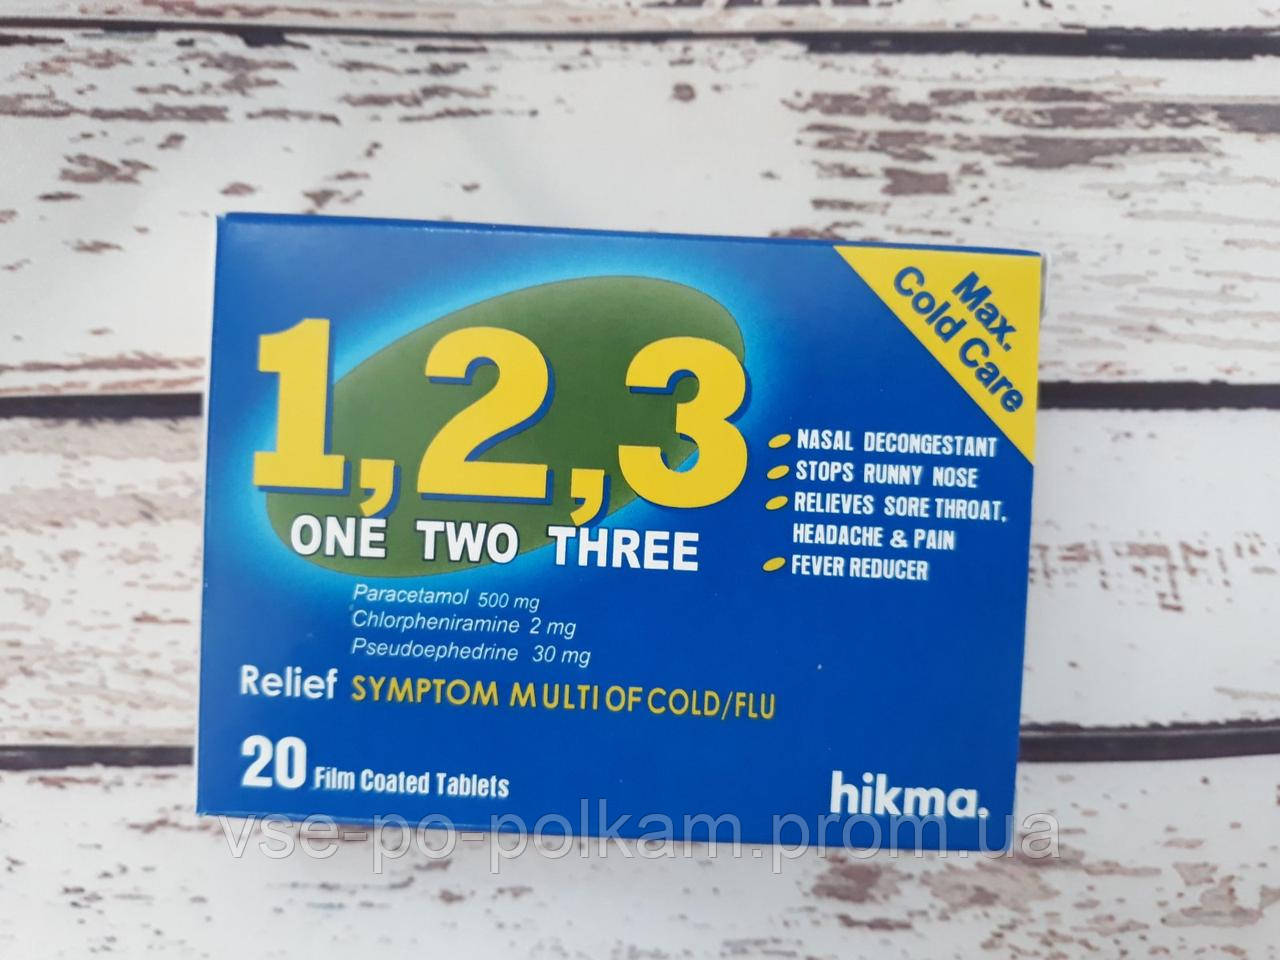 Max.
Cold Care
1,2,3
ONE TWO THREE
NASAL DECONGESTANT
STOPS RUNNY NOSE
RELIEVES SORE THROAT,
HEADACHE & PAIN
FEVER REDUCER
Paracetamol 500 mg
Chlorpheniramine 2 mg
Pseudoephedrine 30 mg
Relief SYMPTOM MULTI OF COLD/FLU
20 Film Coated Tablets
hikma.
vse-po-polkam.prom.ua